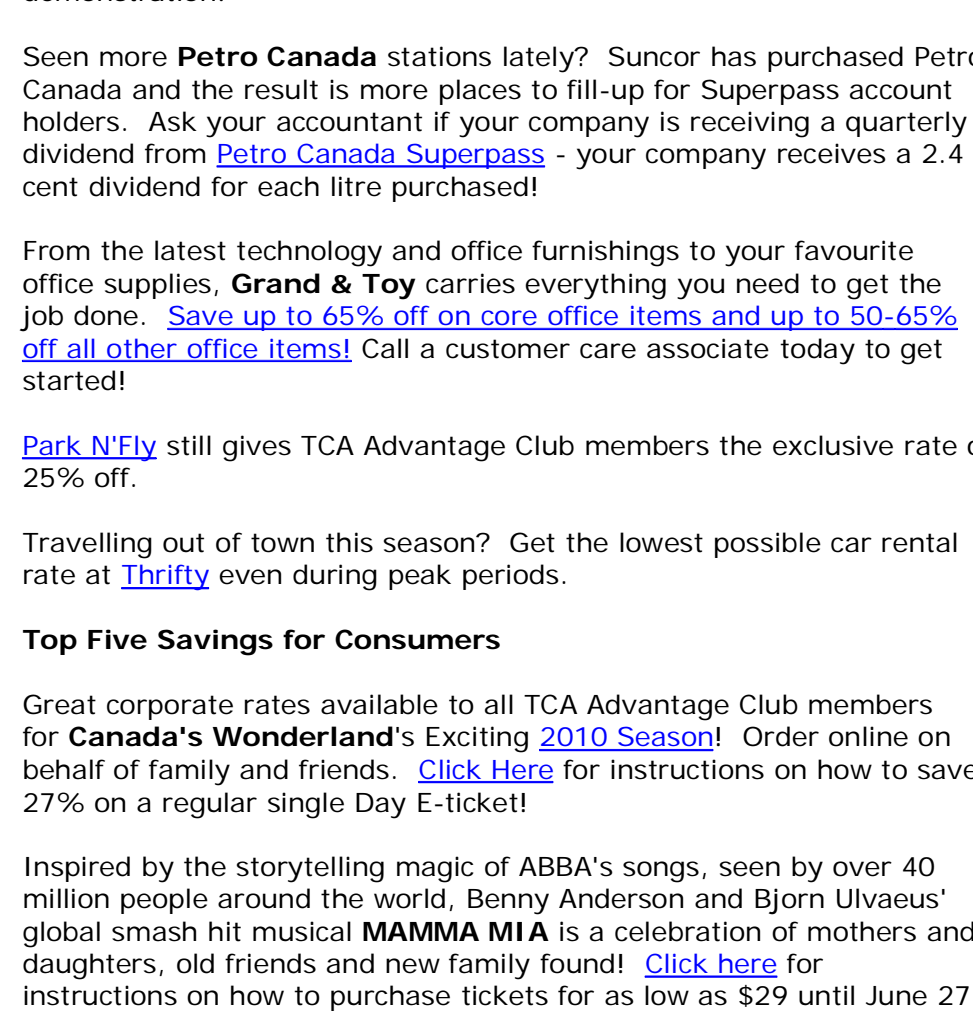 demonstration.
Seen more Petro Canada stations lately?  Suncor has purchased Petro
Canada and the result is more places to fill-up for Superpass account
holders.  Ask your accountant if your company is receiving a quarterly
dividend from Petro Canada Superpass - your company receives a 2.4
cent dividend for each litre purchased!
From the latest technology and office furnishings to your favourite
office supplies, Grand & Toy carries everything you need to get the
job done.  Save up to 65% off on core office items and up to 50-65%
off all other office items! Call a customer care associate today to get
started!
Park N'Fly still gives TCA Advantage Club members the exclusive rate
25% off.
Travelling out of town this season?  Get the lowest possible car rental
rate at Thrifty even during peak periods.
Top Five Savings for Consumers
Great corporate rates available to all TCA Advantage Club members
for Canada's Wonderland's Exciting 2010 Season!  Order online on
behalf of family and friends.  Click Here for instructions on how to save
27% on a regular single Day E-ticket!
Inspired by the storytelling magic of ABBA's songs, seen by over 40
million people around the world, Benny Anderson and Bjorn Ulvaeus'
global smash hit musical MAMMA MIA is a celebration of mothers and
daughters, old friends and new family found!  Click here for
instructions on how to purchase tickets for as low as $29 until June 27